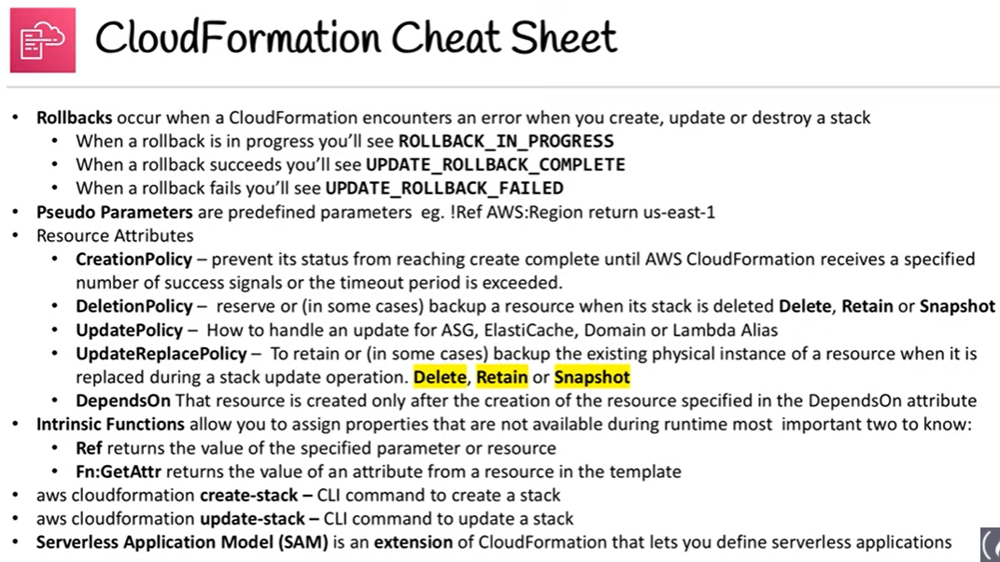 CloudFormation Cheat Sheet
• Rollbacks occur when a CloudFormation encounters an error when you create, update or destroy a stack
• When a rollback is in progress you'll see ROLLBACK_IN_PROGRESS
• When a rollback succeeds you'll see UPDATE_ROLLBACK_COMPLETE
• When a rollback fails you'll see UPDATE_ROLLBACK_FAILED
• Pseudo Parameters are predefined parameters eg. !Ref AWS:Region return us-east-1
• Resource Attributes
• CreationPolicy – prevent its status from reaching create complete until AWS CloudFormation receives a specified
number of success signals or the timeout period is exceeded.
• DeletionPolicy – reserve or (in some cases) backup a resource when its stack is deleted Delete, Retain or Snapshot
• UpdatePolicy – How to handle an update for ASG, ElastiCache, Domain or Lambda Alias
• UpdateReplacePolicy – To retain or (in some cases) backup the existing physical instance of a resource when it is
replaced during a stack update operation. Delete, Retain or Snapshot
• DependsOn That resource is created only after the creation of the resource specified in the DependsOn attribute
• Intrinsic Functions allow you to assign properties that are not available during runtime most important two to know:
• Ref returns the value of the specified parameter or resource
• Fn:GetAttr returns the value of an attribute from a resource in the template
• aws cloudformation create-stack – CLI command to create a stack
• aws cloudformation update-stack – CLI command to update a stack
• Serverless Application Model (SAM) is an extension of CloudFormation that lets you define serverless applications